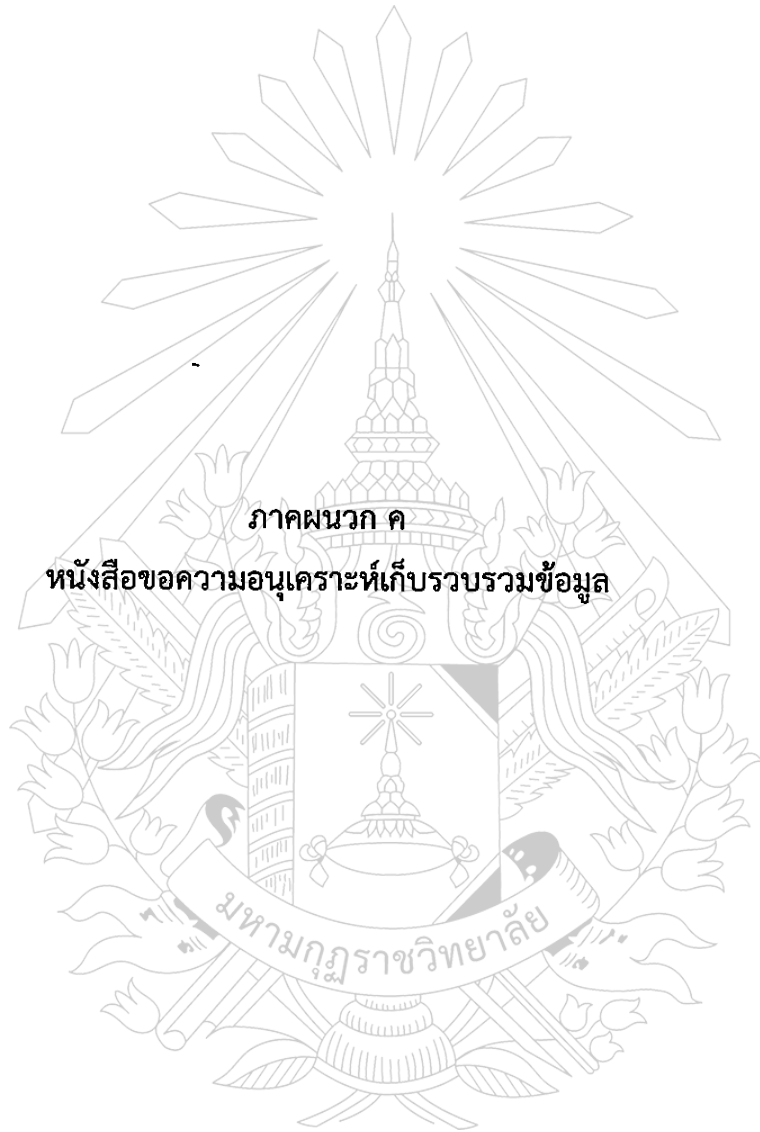 ภาคผนวก ค
หนังสือขอความอนุเคราะห์เก็บรวบรวมข้อมูล
มหามกุฏราชวิทยาลัย